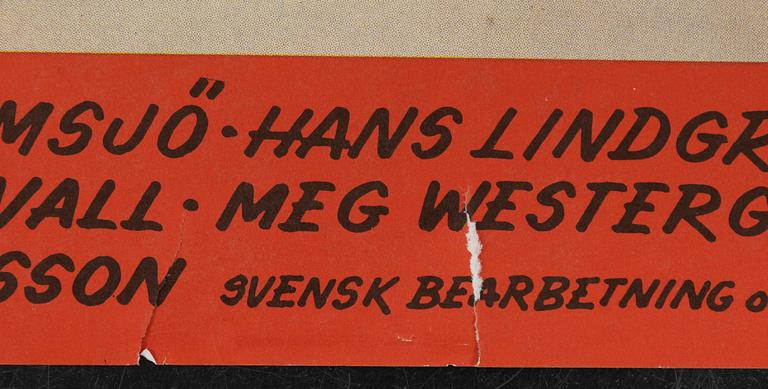 MSJÖ · HANS LINDGR
VALL · MEG WESTERG
SSON SVENSK BEARBETNING O